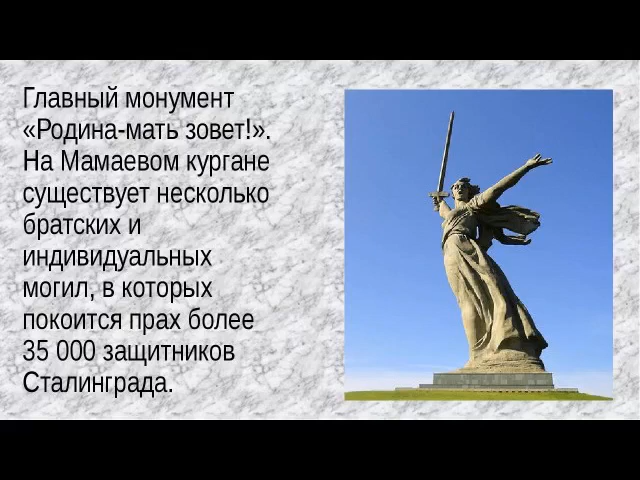 Главный монумент
«Родина-мать зовет!».
На Мамаевом кургане
существует несколько
братских и
индивидуальных
могил, в которых
покоится прах более
35 000 защитников
Сталинграда.